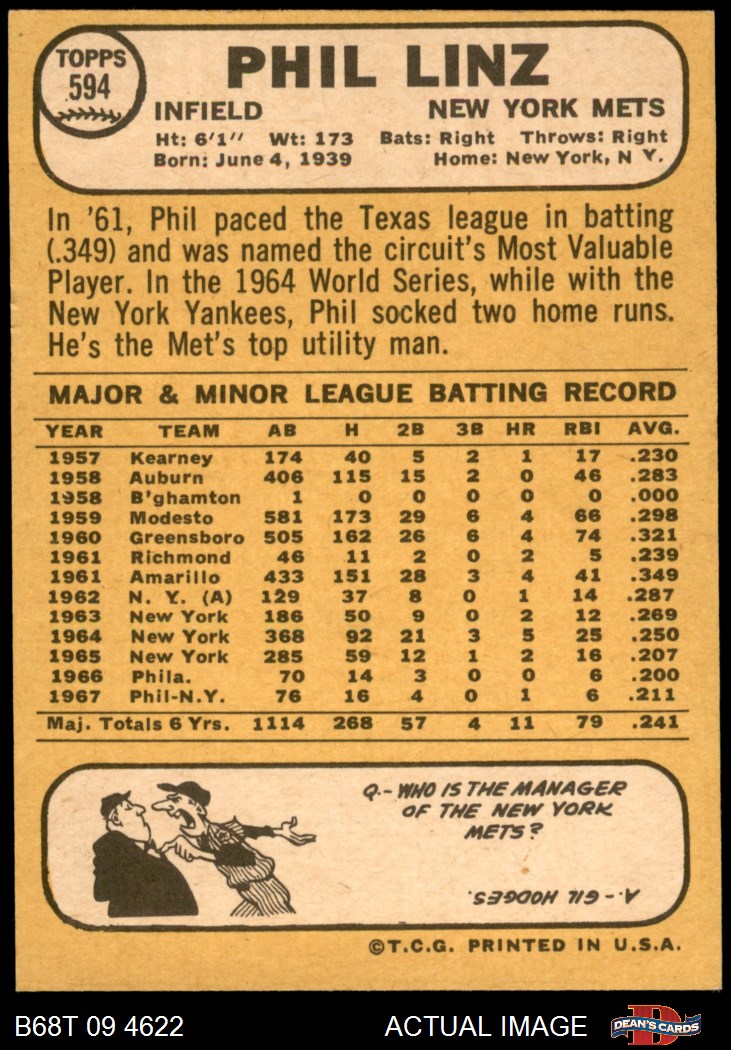 TOPPS
594
PHIL LINZ
INFIELD NEW YORK METS
Ht: 6'1'' Wt: 173 Bats: Right Throws: Right
Born: June 4, 1939 Home: New York, N Y.
In '61, Phil paced the Texas league in batting
(.349) and was named the circuit's Most Valuable
Player. In the 1964 World Series, while with the
New York Yankees, Phil socked two home runs.
He's the Met's top utility man.
MAJOR & MINOR LEAGUE BATTING RECORD
YEAR TEAM AB H 2B 3B HR RBI AVG.
1957 Kearney 174 40 5 2 1 17 .230
1958 Auburn 406 115 15 2 0 46 .283
1958 B'ghamton 1 0 0 0 0 0 .000
1959 Modesto 581 173 29 6 4 66 .298
1960 Greensboro 505 162 26 6 4 74 .321
1961 Richmond 46 11 2 0 2 5 .239
1961 Amarillo 433 151 28 3 4 41 .349
1962 N. Y. (A) 129 37 8 0 1 14 .287
1963 New York 186 50 9 0 2 12 .269
1964 New York 368 92 21 3 5 25 .250
1965 New York 285 59 12 1 2 16 .207
1966 Phila. 70 14 3 0 0 6 .200
1967 Phil-N.Y. 76 16 4 0 1 6 .211
Maj. Totals 6 Yrs. 1114 268 57 4 11 79 .241
Q.- WHO IS THE MANAGER
OF THE NEW YORK
METS?
A.- GIL HODGES.
©T.C.G. PRINTED IN U.S.A.
B68T 09 4622 ACTUAL IMAGE D DEAN'S CARDS